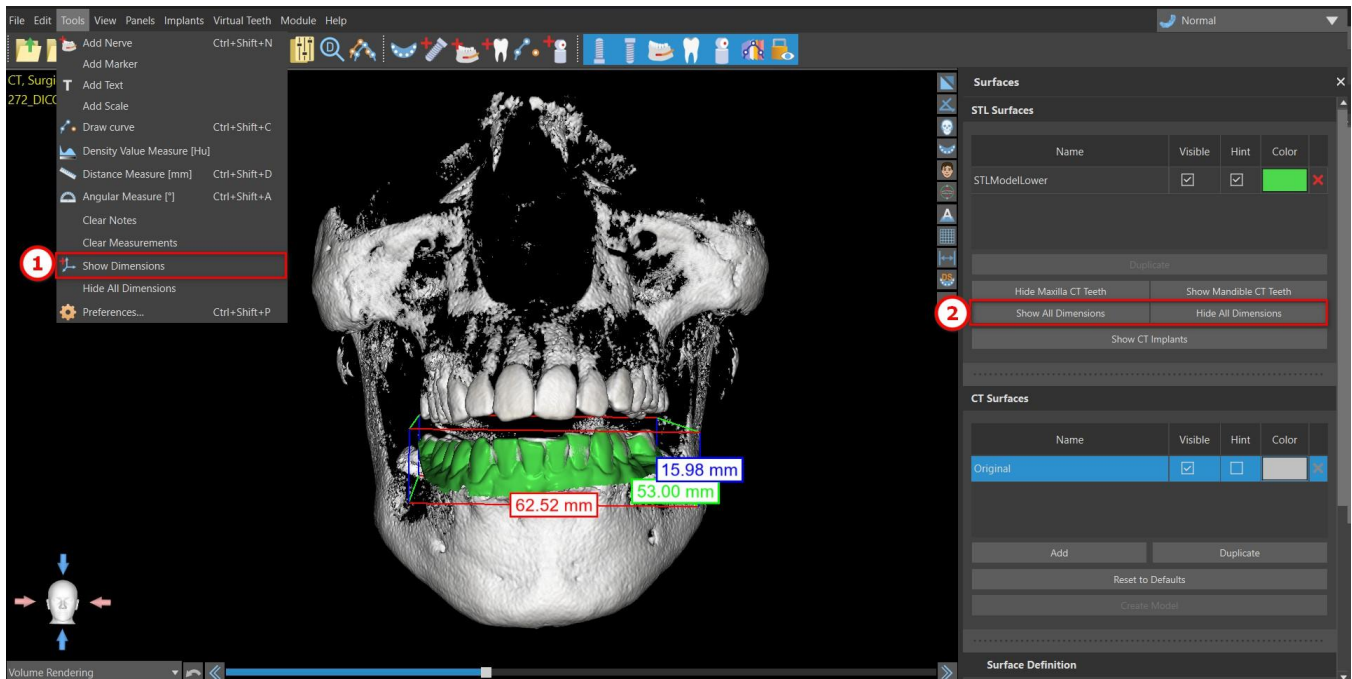 File Edit Tools View Panels Implants Virtual Teeth Module Help
Normal
Add Nerve Ctrl+Shift+N
Add Marker
T Add Text
Add Scale
Draw curve Ctrl+Shift+C
Density Value Measure [Hu]
Distance Measure [mm] Ctrl+Shift+D
Angular Measure [°] Ctrl+Shift+A
Clear Notes
Clear Measurements
1 Show Dimensions
Hide All Dimensions
Preferences... Ctrl+Shift+P
CT, Surgi
272_DICO
A
DS
15.98 mm
53.00 mm
62.52 mm
Volume Rendering
Surfaces
STL Surfaces
Name Visible Hint Color
STLModelLower
Duplicate
Hide Maxilla CT Teeth Show Mandible CT Teeth
2 Show All Dimensions Hide All Dimensions
Show CT Implants
CT Surfaces
Name Visible Hint Color
Original
Add Duplicate
Reset to Defaults
Create Model
Surface Definition